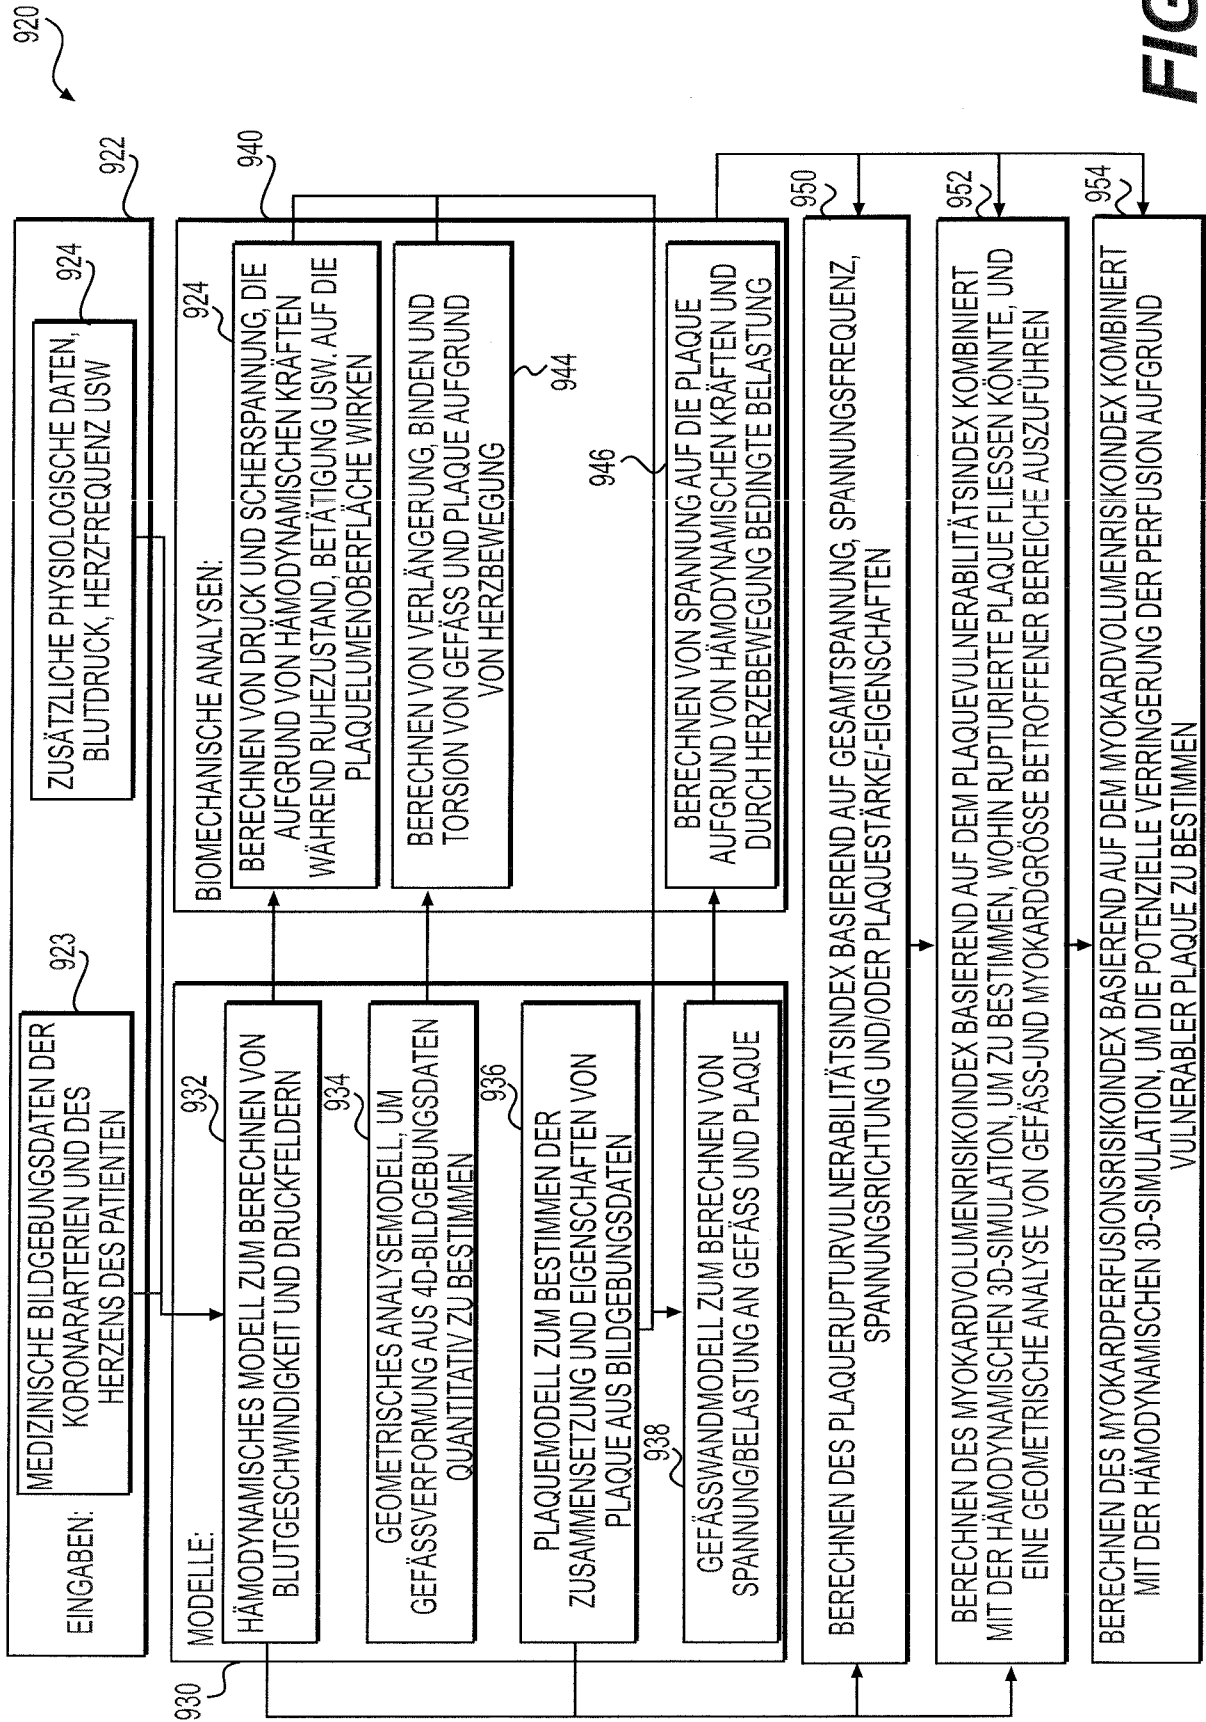 920
922
EINGABEN:
MEDIZINISCHE BILDGEBUNGSDATEN DER
KORONARARTERIEN UND DES
HERZENS DES PATIENTEN
923
ZUSÄTZLICHE PHYSIOLOGISCHE DATEN,
BLUTDRUCK, HERZFREQUENZ USW
924
930
MODELLE:
932
HÄMODYNAMISCHES MODELL ZUM BERECHNEN VON
BLUTGESCHWINDIGKEIT UND DRUCKFELDERN
934
GEOMETRISCHES ANALYSEMODELL, UM
GEFÄSSVERFORMUNG AUS 4D-BILDGEBUNGSDATEN
QUANTITATIV ZU BESTIMMEN
936
PLAQUEMODELL ZUM BESTIMMEN DER
ZUSAMMENSETZUNG UND EIGENSCHAFTEN VON
PLAQUE AUS BILDGEBUNGSDATEN
938
GEFÄSSWANDMODELL ZUM BERECHNEN VON
SPANNUNG/BELASTUNG AN GEFÄSS UND PLAQUE
940
BIOMECHANISCHE ANALYSEN:
924
BERECHNEN VON DRUCK UND SCHERSPANNUNG, DIE
AUFGRUND VON HÄMODYNAMISCHEN KRÄFTEN
WÄHREND RUHEZUSTAND, BETÄTIGUNG USW. AUF DIE
PLAQUELUMENOBERFLÄCHE WIRKEN
BERECHNEN VON VERLÄNGERUNG, BINDEN UND
TORSION VON GEFÄSS UND PLAQUE AUFGRUND
VON HERZBEWEGUNG
944
946
BERECHNEN VON SPANNUNG AUF DIE PLAQUE
AUFGRUND VON HÄMODYNAMISCHEN KRÄFTEN UND
DURCH HERZEBEWEGUNG BEDINGTE BELASTUNG
950
BERECHNEN DES PLAQUERUPTURVULNERABILITÄTSINDEX BASIEREND AUF GESAMTSPANNUNG, SPANNUNGSFREQUENZ,
SPANNUNGSRICHTUNG UND/ODER PLAQUESTÄRKE/-EIGENSCHAFTEN
952
BERECHNEN DES MYOKARDVOLUMENRISIKOINDEX BASIEREND AUF DEM PLAQUEVULNERABILITÄTSINDEX KOMBINIERT
MIT DER HÄMODYNAMISCHEN 3D-SIMULATION, UM ZU BESTIMMEN, WOHIN RUPTURIERTE PLAQUE FLIESSEN KÖNNTE, UND
EINE GEOMETRISCHE ANALYSE VON GEFÄSS-UND MYOKARDGRÖSSE BETROFFENER BEREICHE AUSZUFÜHREN
954
BERECHNEN DES MYOKARDPERFUSIONSRISIKOINDEX BASIEREND AUF DEM MYOKARDVOLUMENRISIKOINDEX KOMBINIERT
MIT DER HÄMODYNAMISCHEN 3D-SIMULATION, UM DIE POTENZIELLE VERRINGERUNG DER PERFUSION AUFGRUND
VULNERABLER PLAQUE ZU BESTIMMEN